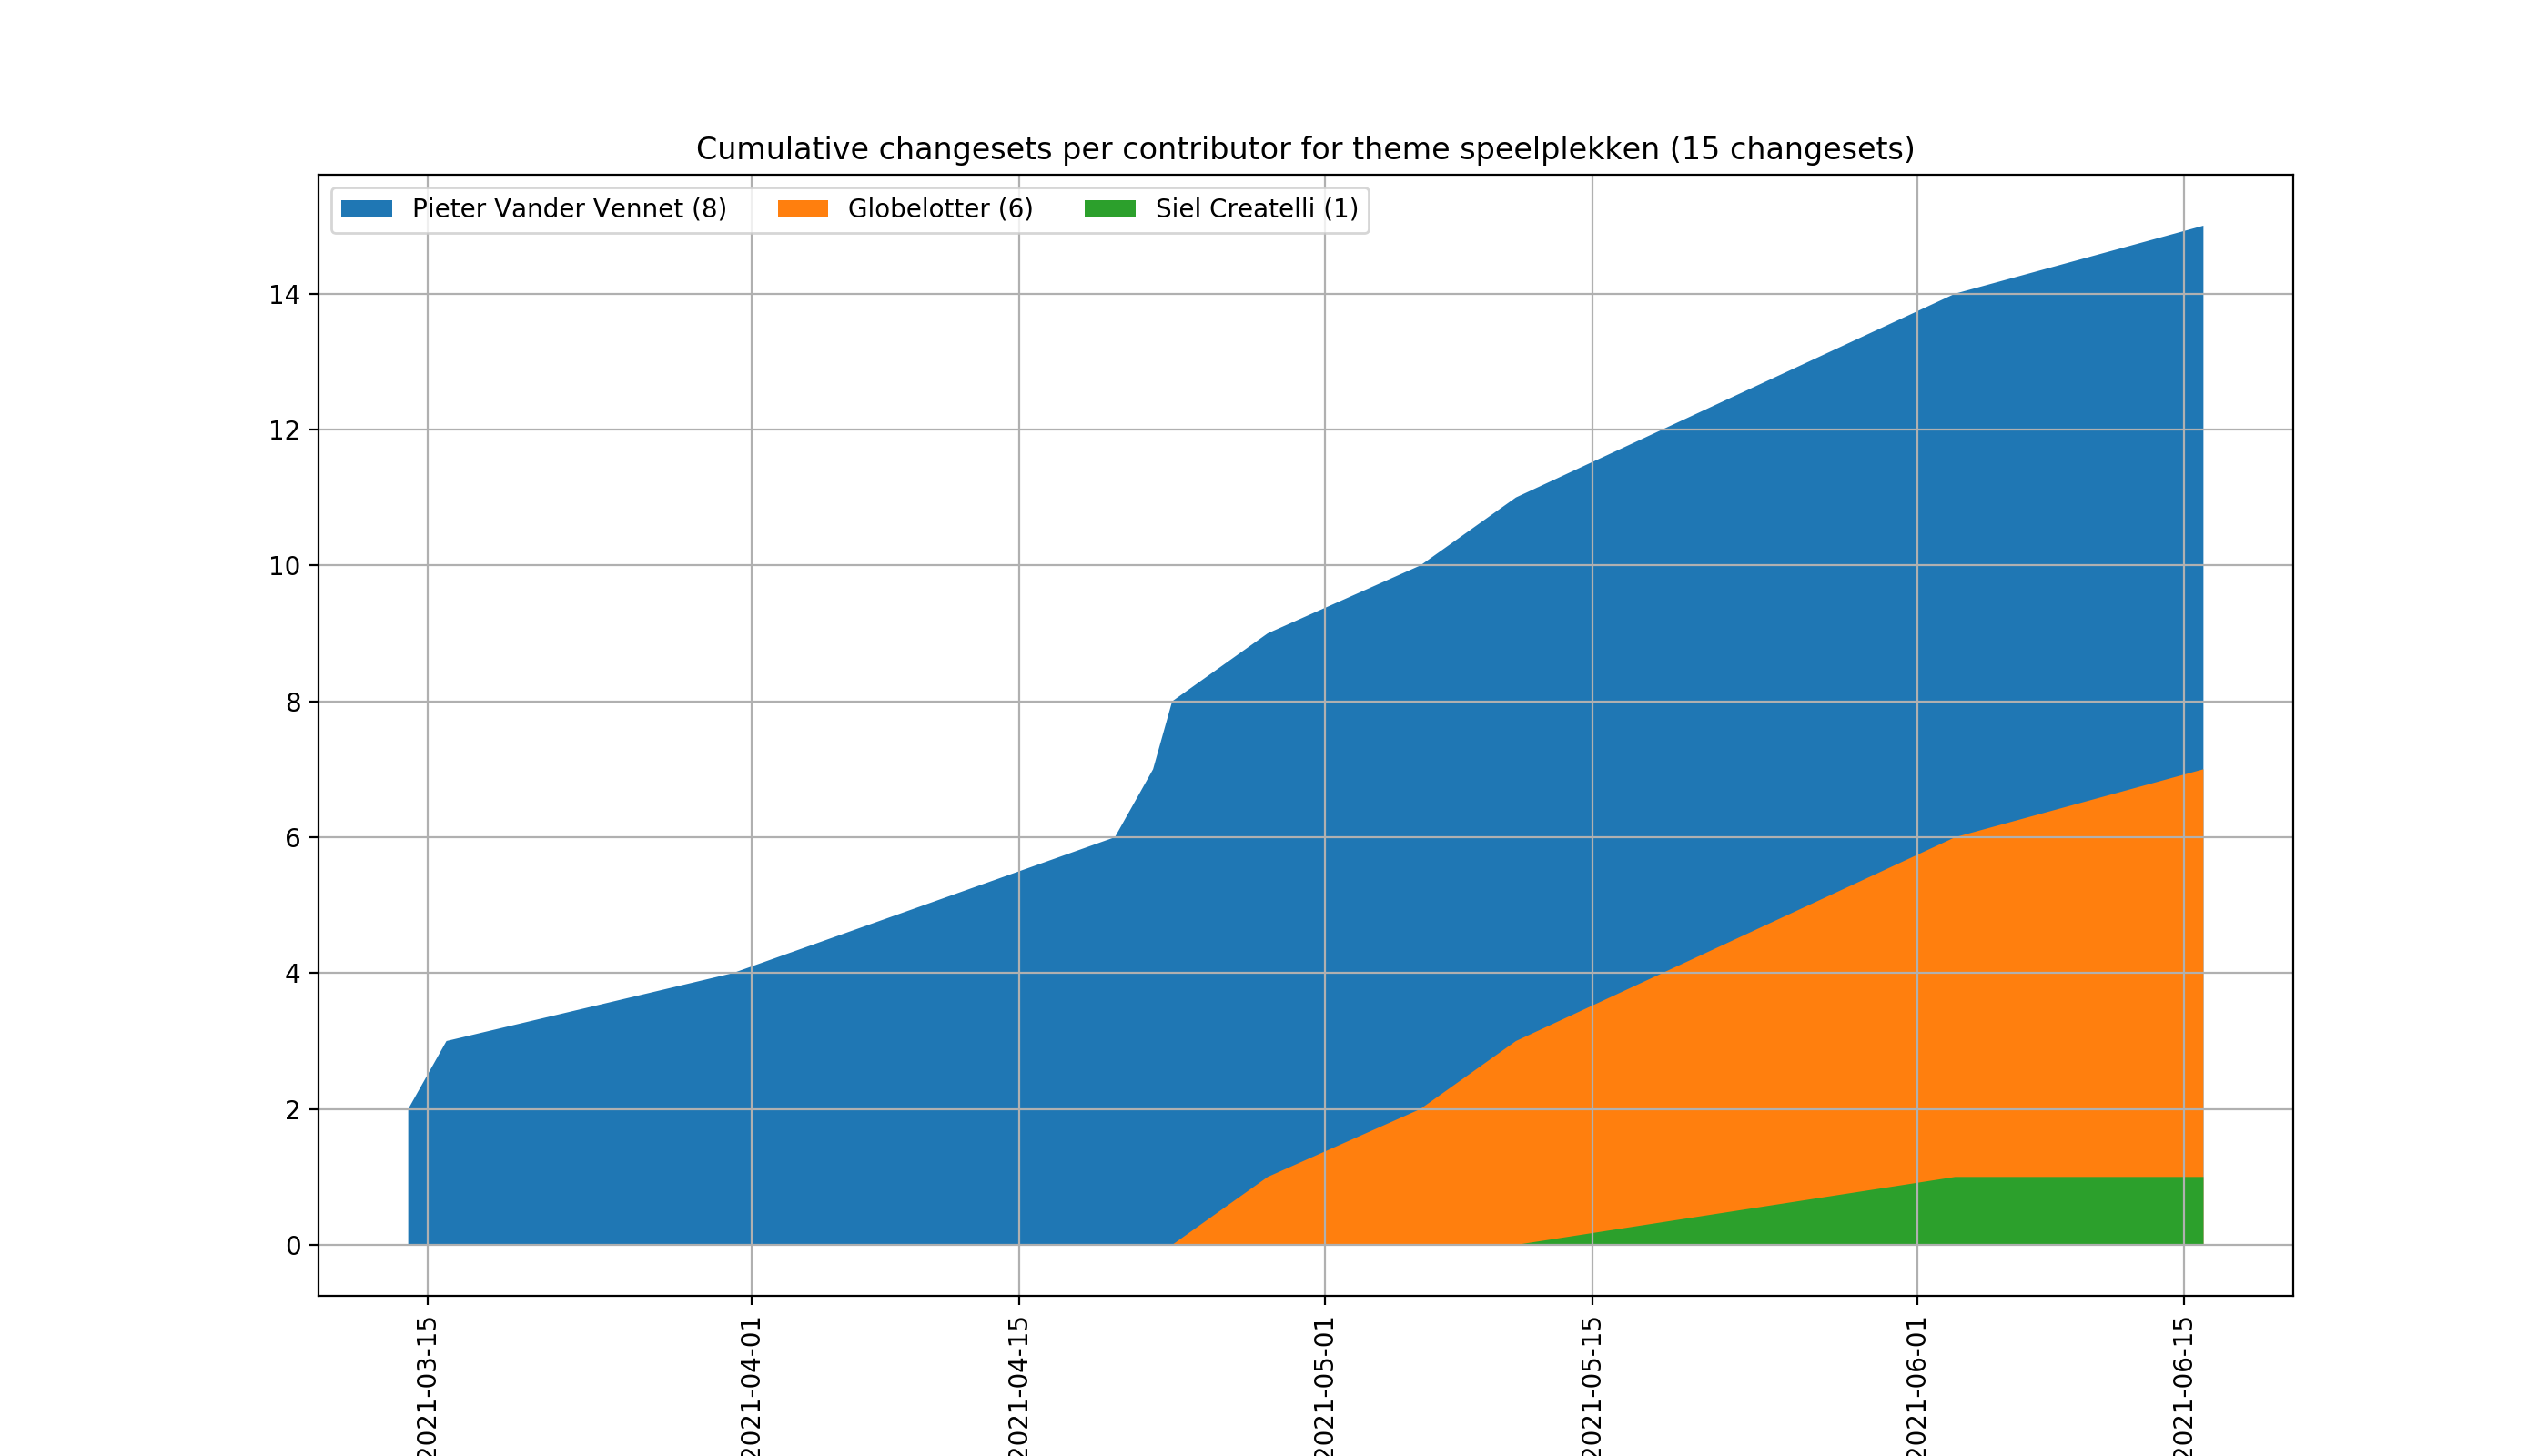 Cumulative changesets per contributor for theme speelplekken (15 changesets)
Pieter Vander Vennet (8) Globelotter (6) Siel Createlli (1)
14
12
10
8
6
4
2
0
2021-03-15 2021-04-01 2021-04-15 2021-05-01 2021-05-15 2021-06-01 2021-06-15